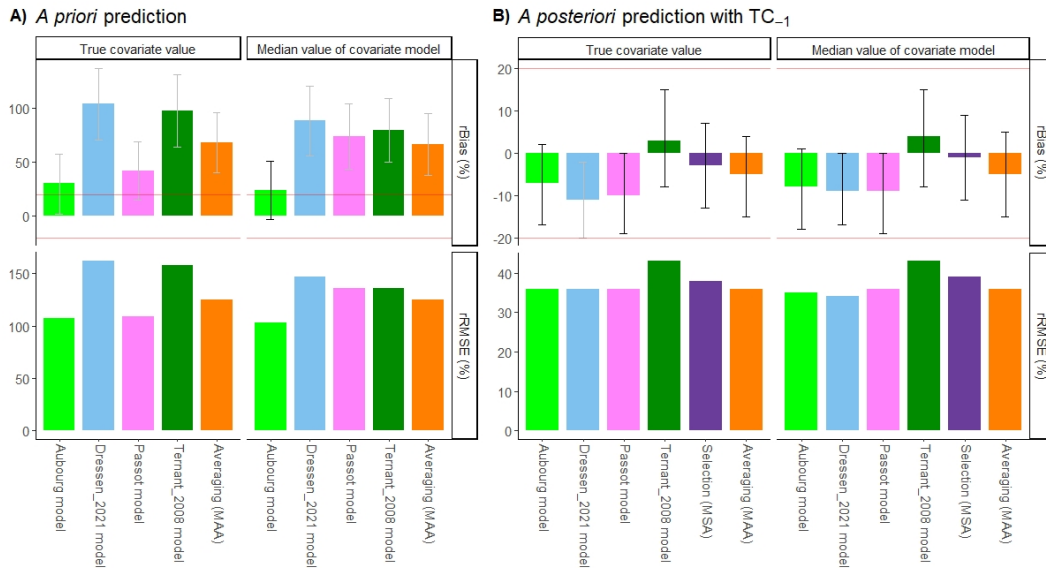 A) A priori prediction
True covariate value
Median value of covariate model
100
50
0
rBias (%)
150
100
50
0
rRMSE (%)
Aubourg model
Dressen_2021 model
Passot model
Ternant_2008 model
Averaging (MAA)
Aubourg model
Dressen_2021 model
Passot model
Ternant_2008 model
Averaging (MAA)
B) A posteriori prediction with TC−1
True covariate value
Median value of covariate model
20
10
0
-10
-20
rBias (%)
40
30
20
10
0
rRMSE (%)
Aubourg model
Dressen_2021 model
Passot model
Ternant_2008 model
Selection (MSA)
Averaging (MAA)
Aubourg model
Dressen_2021 model
Passot model
Ternant_2008 model
Selection (MSA)
Averaging (MAA)